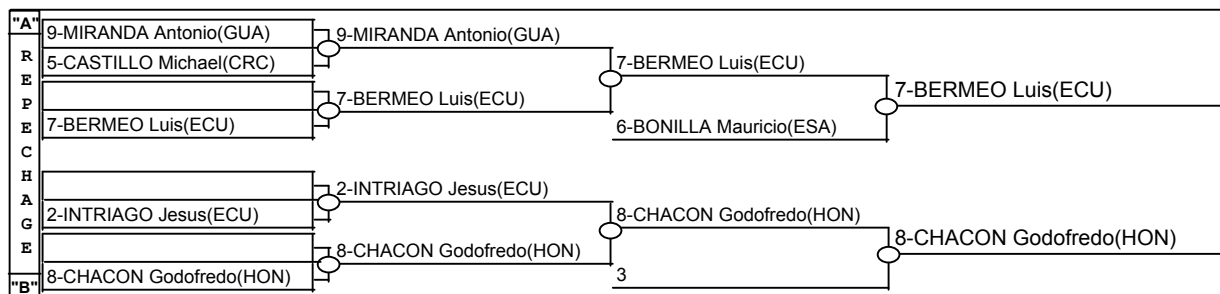 "A"
REPECHAGE
"B"
9-MIRANDA Antonio(GUA)
5-CASTILLO Michael(CRC)
7-BERMEO Luis(ECU)
2-INTRIAGO Jesus(ECU)
8-CHACON Godofredo(HON)
9-MIRANDA Antonio(GUA)
7-BERMEO Luis(ECU)
2-INTRIAGO Jesus(ECU)
8-CHACON Godofredo(HON)
7-BERMEO Luis(ECU)
6-BONILLA Mauricio(ESA)
8-CHACON Godofredo(HON)
3
7-BERMEO Luis(ECU)
8-CHACON Godofredo(HON)